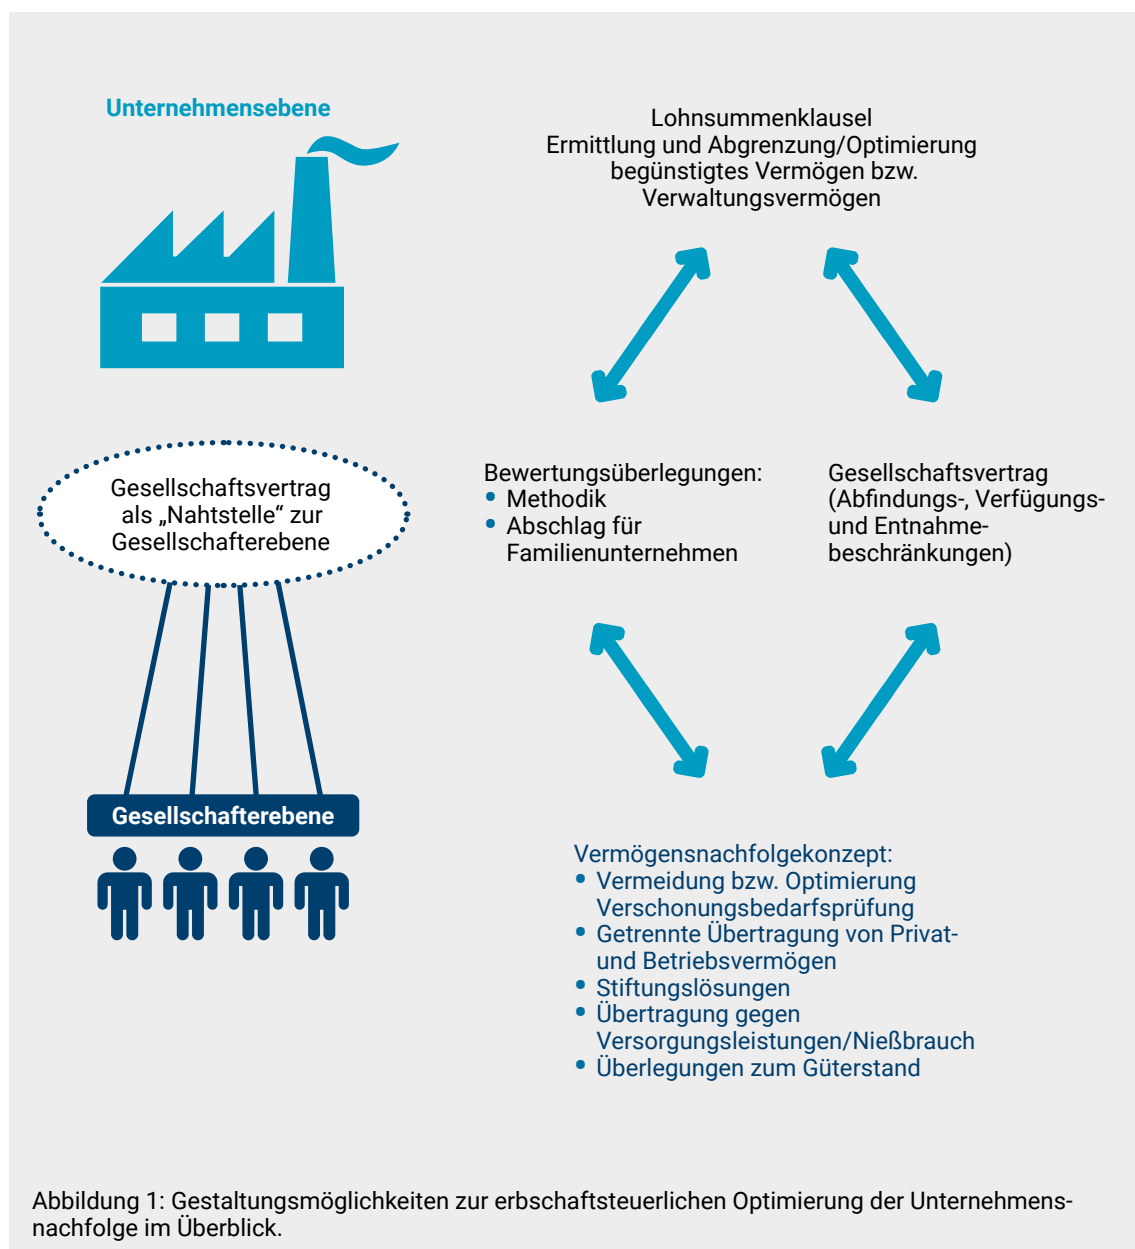 Unternehmensebene
Lohnsummenklausel
Ermittlung und Abgrenzung/Optimierung
begünstigtes Vermögen bzw.
Verwaltungsvermögen
Gesellschaftsvertrag
als „Nahtstelle“ zur
Gesellschafterebene
Bewertungsüberlegungen:
• Methodik
• Abschlag für
Familienunternehmen
Gesellschaftsvertrag
(Abfindungs-, Verfügungs-
und Entnahme-
beschränkungen)
Gesellschafterebene
Vermögensnachfolgekonzept:
• Vermeidung bzw. Optimierung
Verschonungsbedarfsprüfung
• Getrennte Übertragung von Privat-
und Betriebsvermögen
• Stiftungslösungen
• Übertragung gegen
Versorgungsleistungen/Nießbrauch
• Überlegungen zum Güterstand
Abbildung 1: Gestaltungsmöglichkeiten zur erbschaftsteuerlichen Optimierung der Unternehmens-
nachfolge im Überblick.